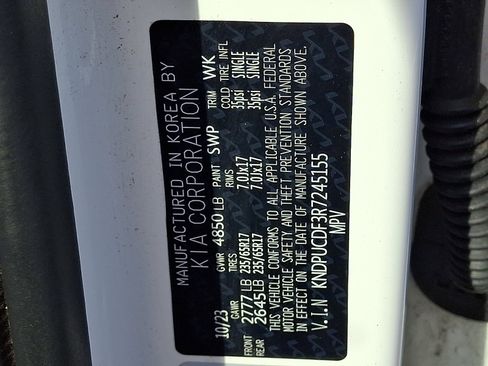 MANUFACTURED IN KOREA BY
KIA CORPORATION
10/23 GVWR 4850 LB PAINT SWP TRIM WK
GAWR TIRES RIMS COLD TIRE INFL
FRONT 2777 LB 235/65R17 7.0Jx17 35psi SINGLE
REAR 2645 LB 235/65R17 7.0Jx17 35psi SINGLE
THIS VEHICLE CONFORMS TO ALL APPLICABLE U.S.A. FEDERAL
MOTOR VEHICLE SAFETY AND THEFT PREVENTION STANDARDS
IN EFFECT ON THE DATE OF MANUFACTURE SHOWN ABOVE.
V.I.N KNDPUCDF3R7245155
MPV